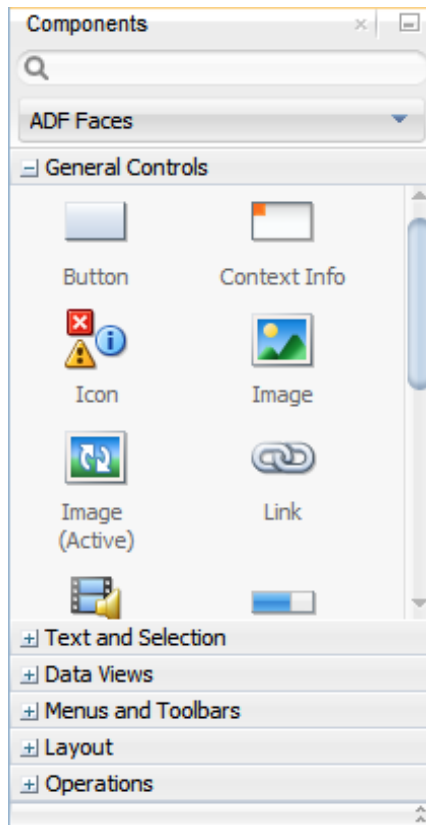 Components
ADF Faces
General Controls
Button Context Info
Icon Image
Image Link
(Active)
Text and Selection
Data Views
Menus and Toolbars
Layout
Operations